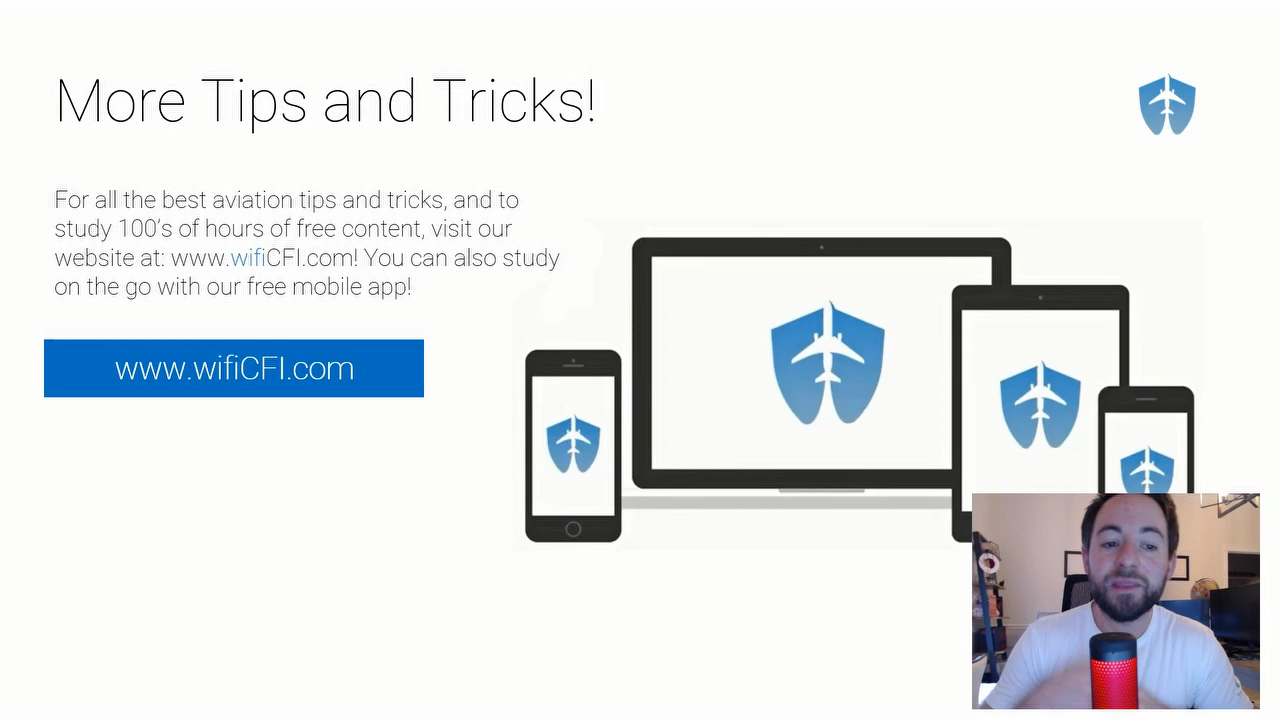 More Tips and Tricks!
For all the best aviation tips and tricks, and to
study 100’s of hours of free content, visit our
website at: www.wifiCFI.com! You can also study
on the go with our free mobile app!
www.wifiCFI.com